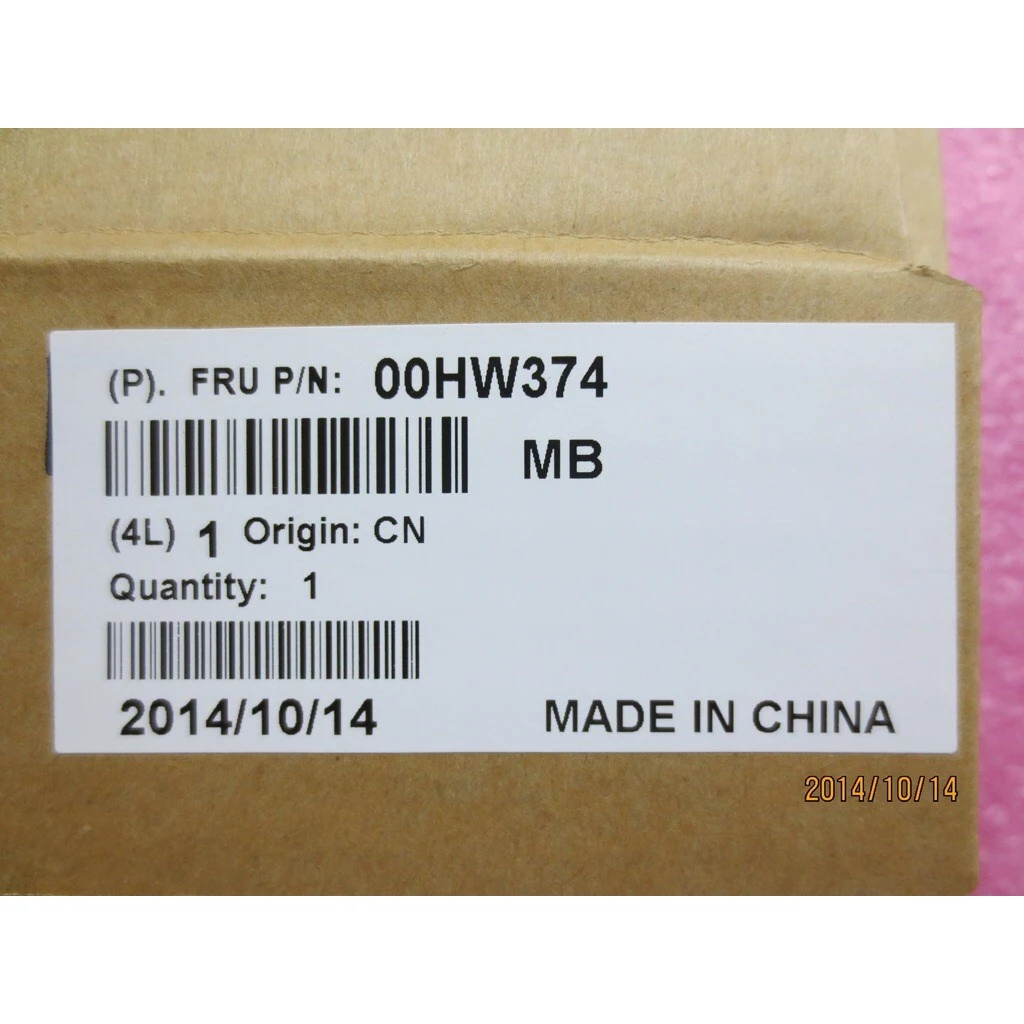 (P). FRU P/N: 00HW374
MB
(4L) 1 Origin: CN
Quantity: 1
2014/10/14 MADE IN CHINA
2014/10/14